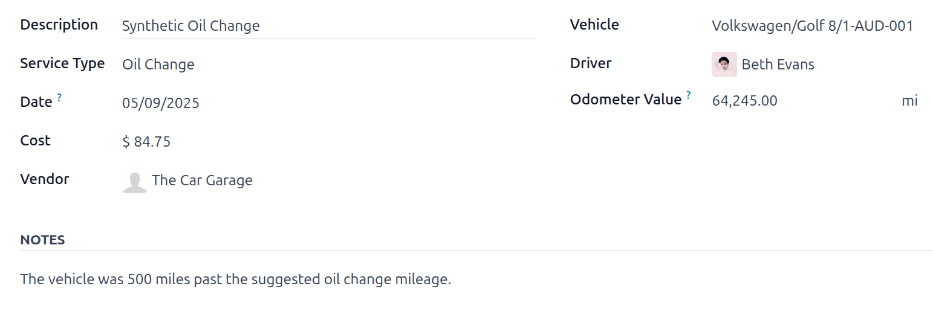 Description Synthetic Oil Change
Service Type Oil Change
Date ? 05/09/2025
Cost $ 84.75
Vendor The Car Garage
Vehicle Volkswagen/Golf 8/1-AUD-001
Driver Beth Evans
Odometer Value ? 64,245.00 mi
NOTES
The vehicle was 500 miles past the suggested oil change mileage.